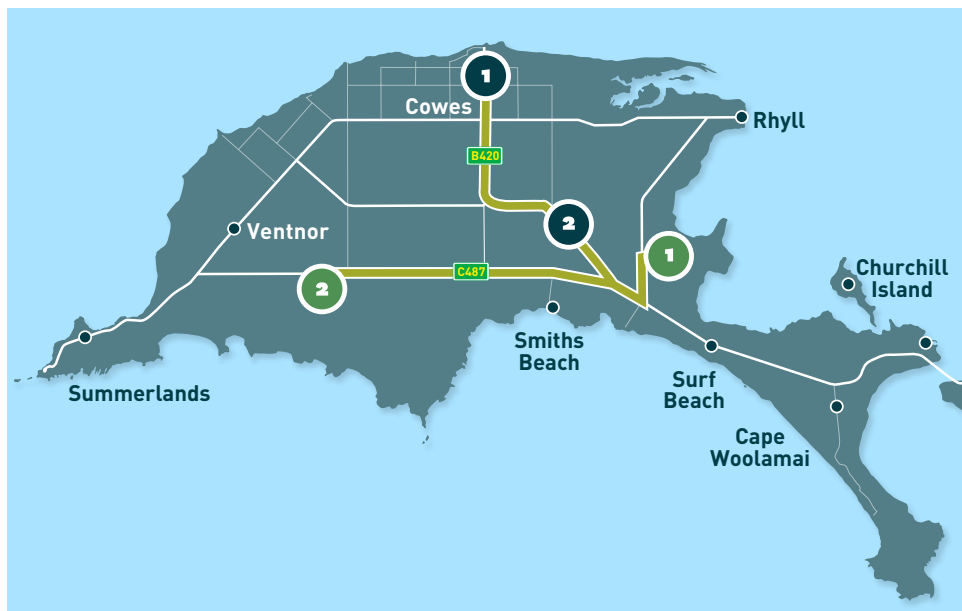 1
Cowes
Rhyll
B420
2
Ventnor
1
C487
2
Churchill
Island
Smiths
Beach
Summerlands
Surf
Beach
Cape
Woolamai